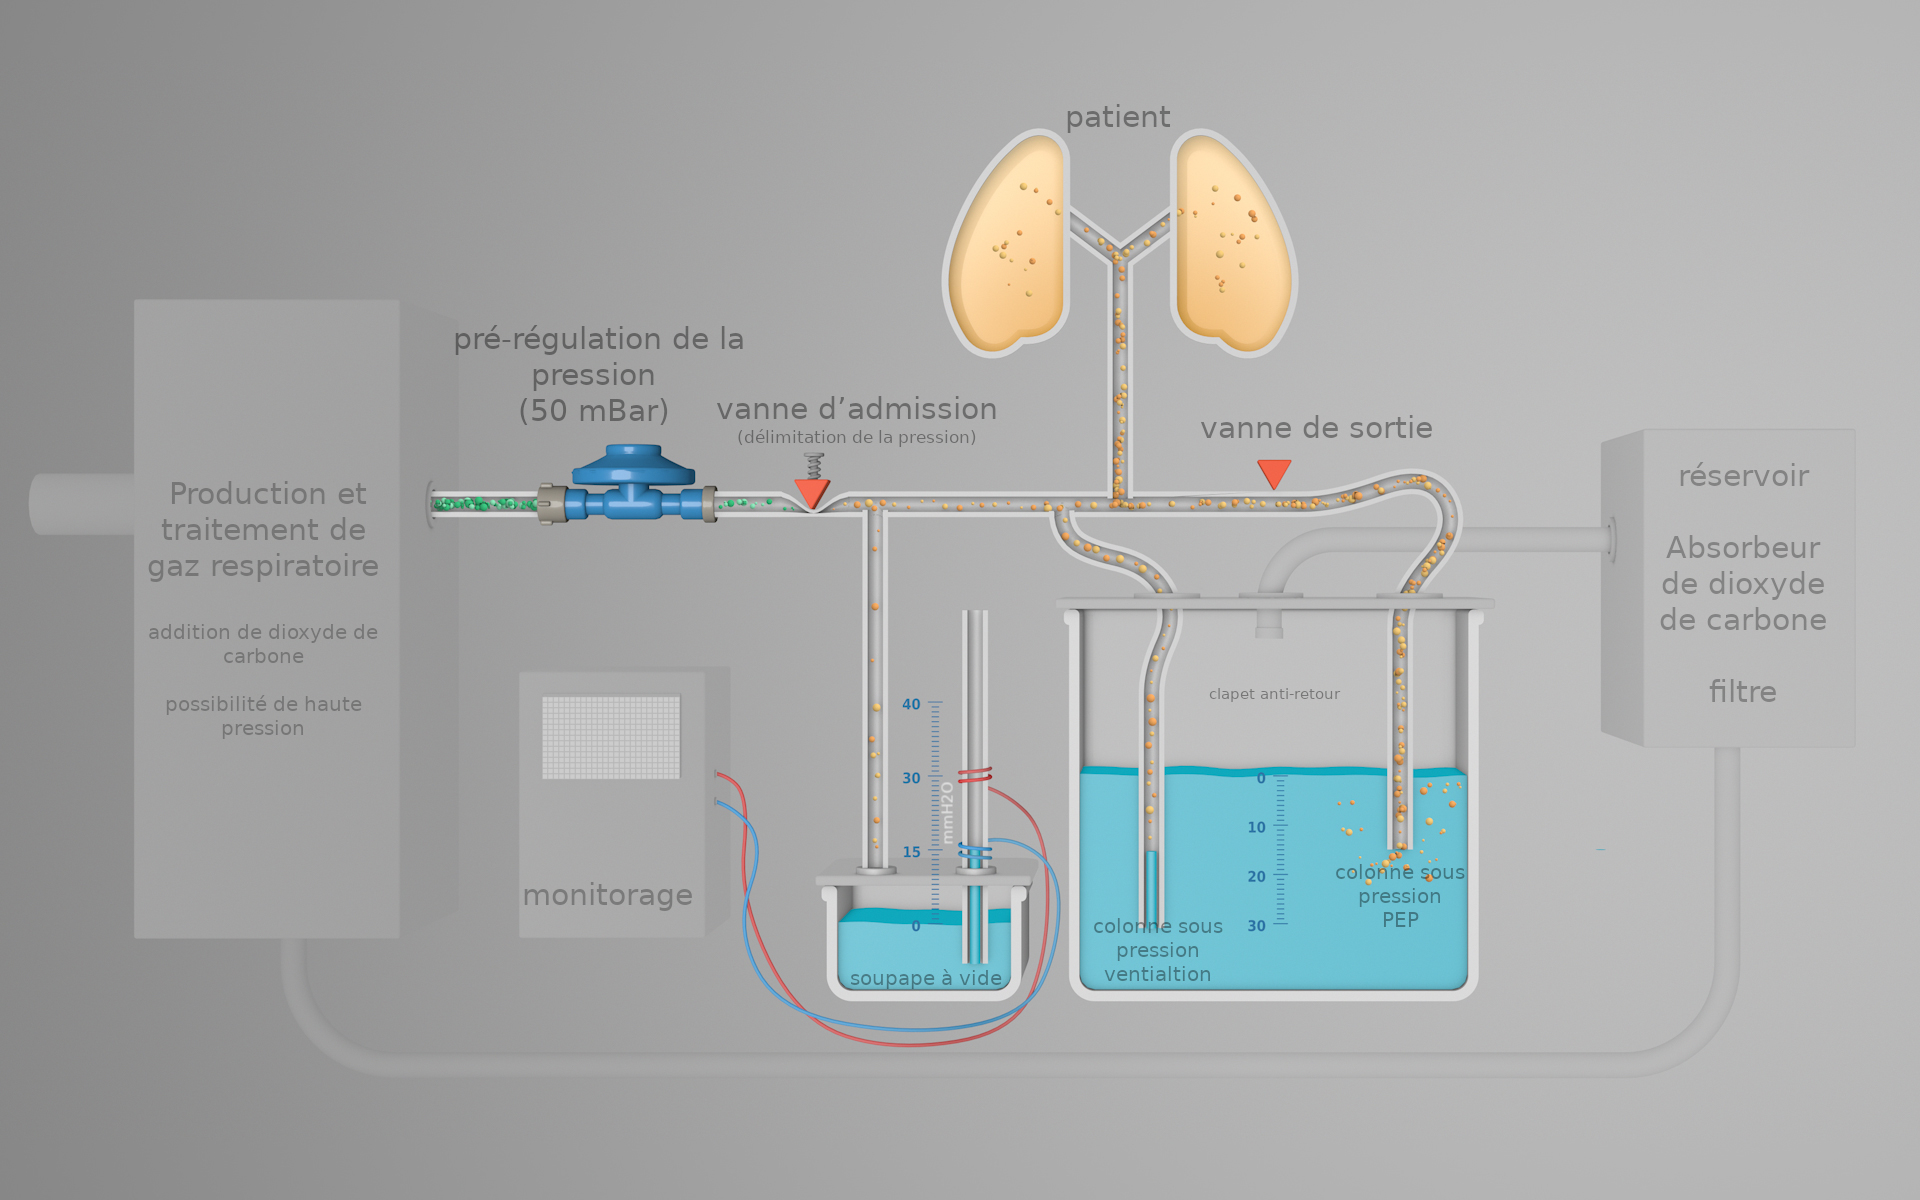 patient
pré-régulation de la
pression
(50 mBar)
vanne d’admission
(délimitation de la pression)
vanne de sortie
Production et
traitement de
gaz respiratoire
addition de dioxyde de
carbone
possibilité de haute
pression
réservoir
Absorbeur
de dioxyde
de carbone
filtre
monitorage
40
30
15
0
mmH2O
soupape à vide
clapet anti-retour
0
10
20
30
colonne sous
pression
ventialtion
colonne sous
pression
PEP